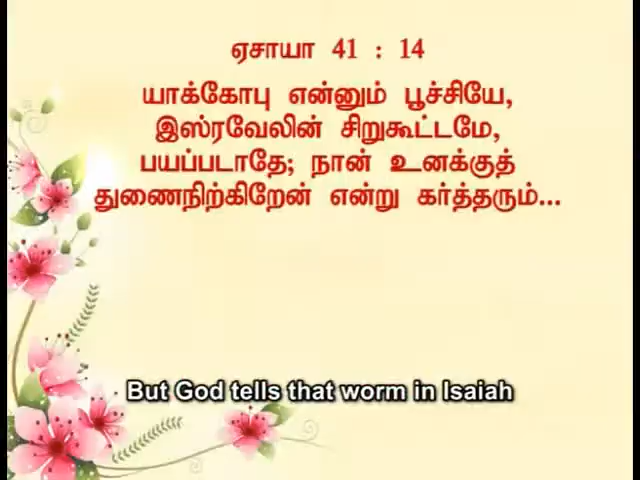 ஏசாயா 41 : 14
யாக்கோபு என்னும் பூச்சியே,
இஸ்ரவேலின் சிறுகூட்டமே,
பயப்படாதே; நான் உனக்குத்
துணைநிற்கிறேன் என்று கர்த்தரும்...
But God tells that worm in Isaiah